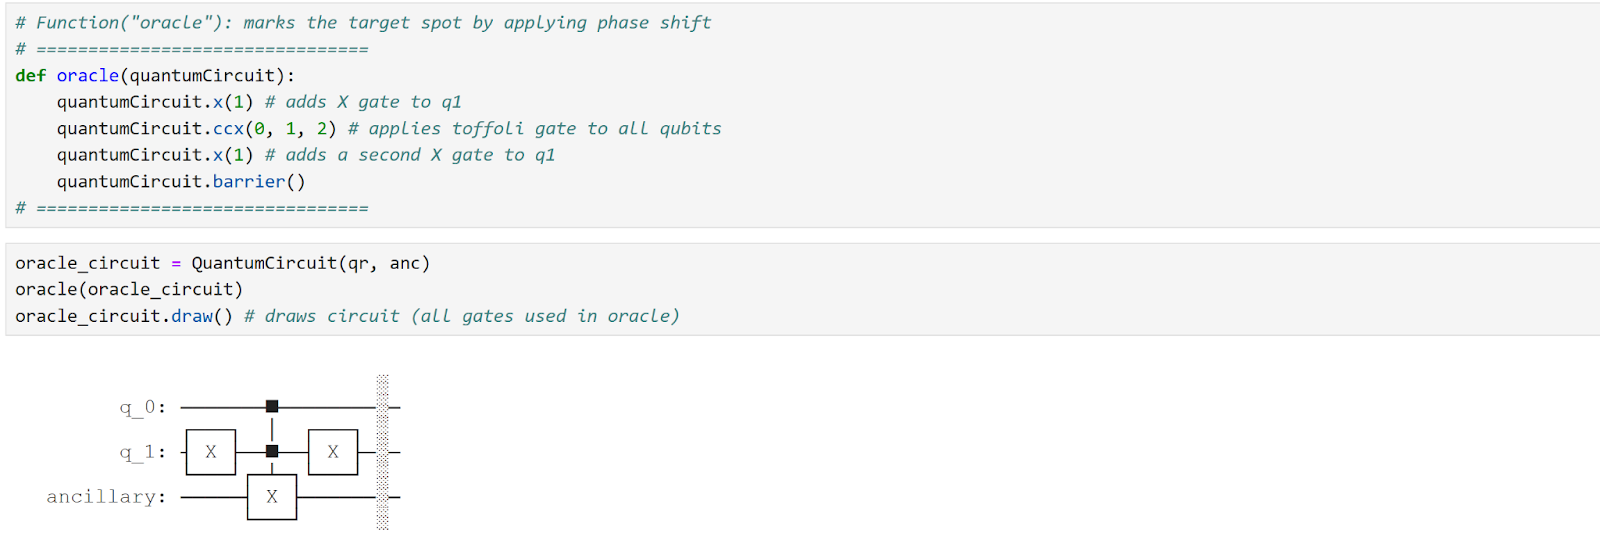 # Function("oracle"): marks the target spot by applying phase shift
# ================================
def oracle(quantumCircuit):
    quantumCircuit.x(1) # adds X gate to q1
    quantumCircuit.ccx(0, 1, 2) # applies toffoli gate to all qubits
    quantumCircuit.x(1) # adds a second X gate to q1
    quantumCircuit.barrier()
# ================================
oracle_circuit = QuantumCircuit(qr, anc)
oracle(oracle_circuit)
oracle_circuit.draw() # draws circuit (all gates used in oracle)
q_0:
q_1: X X
ancillary: X